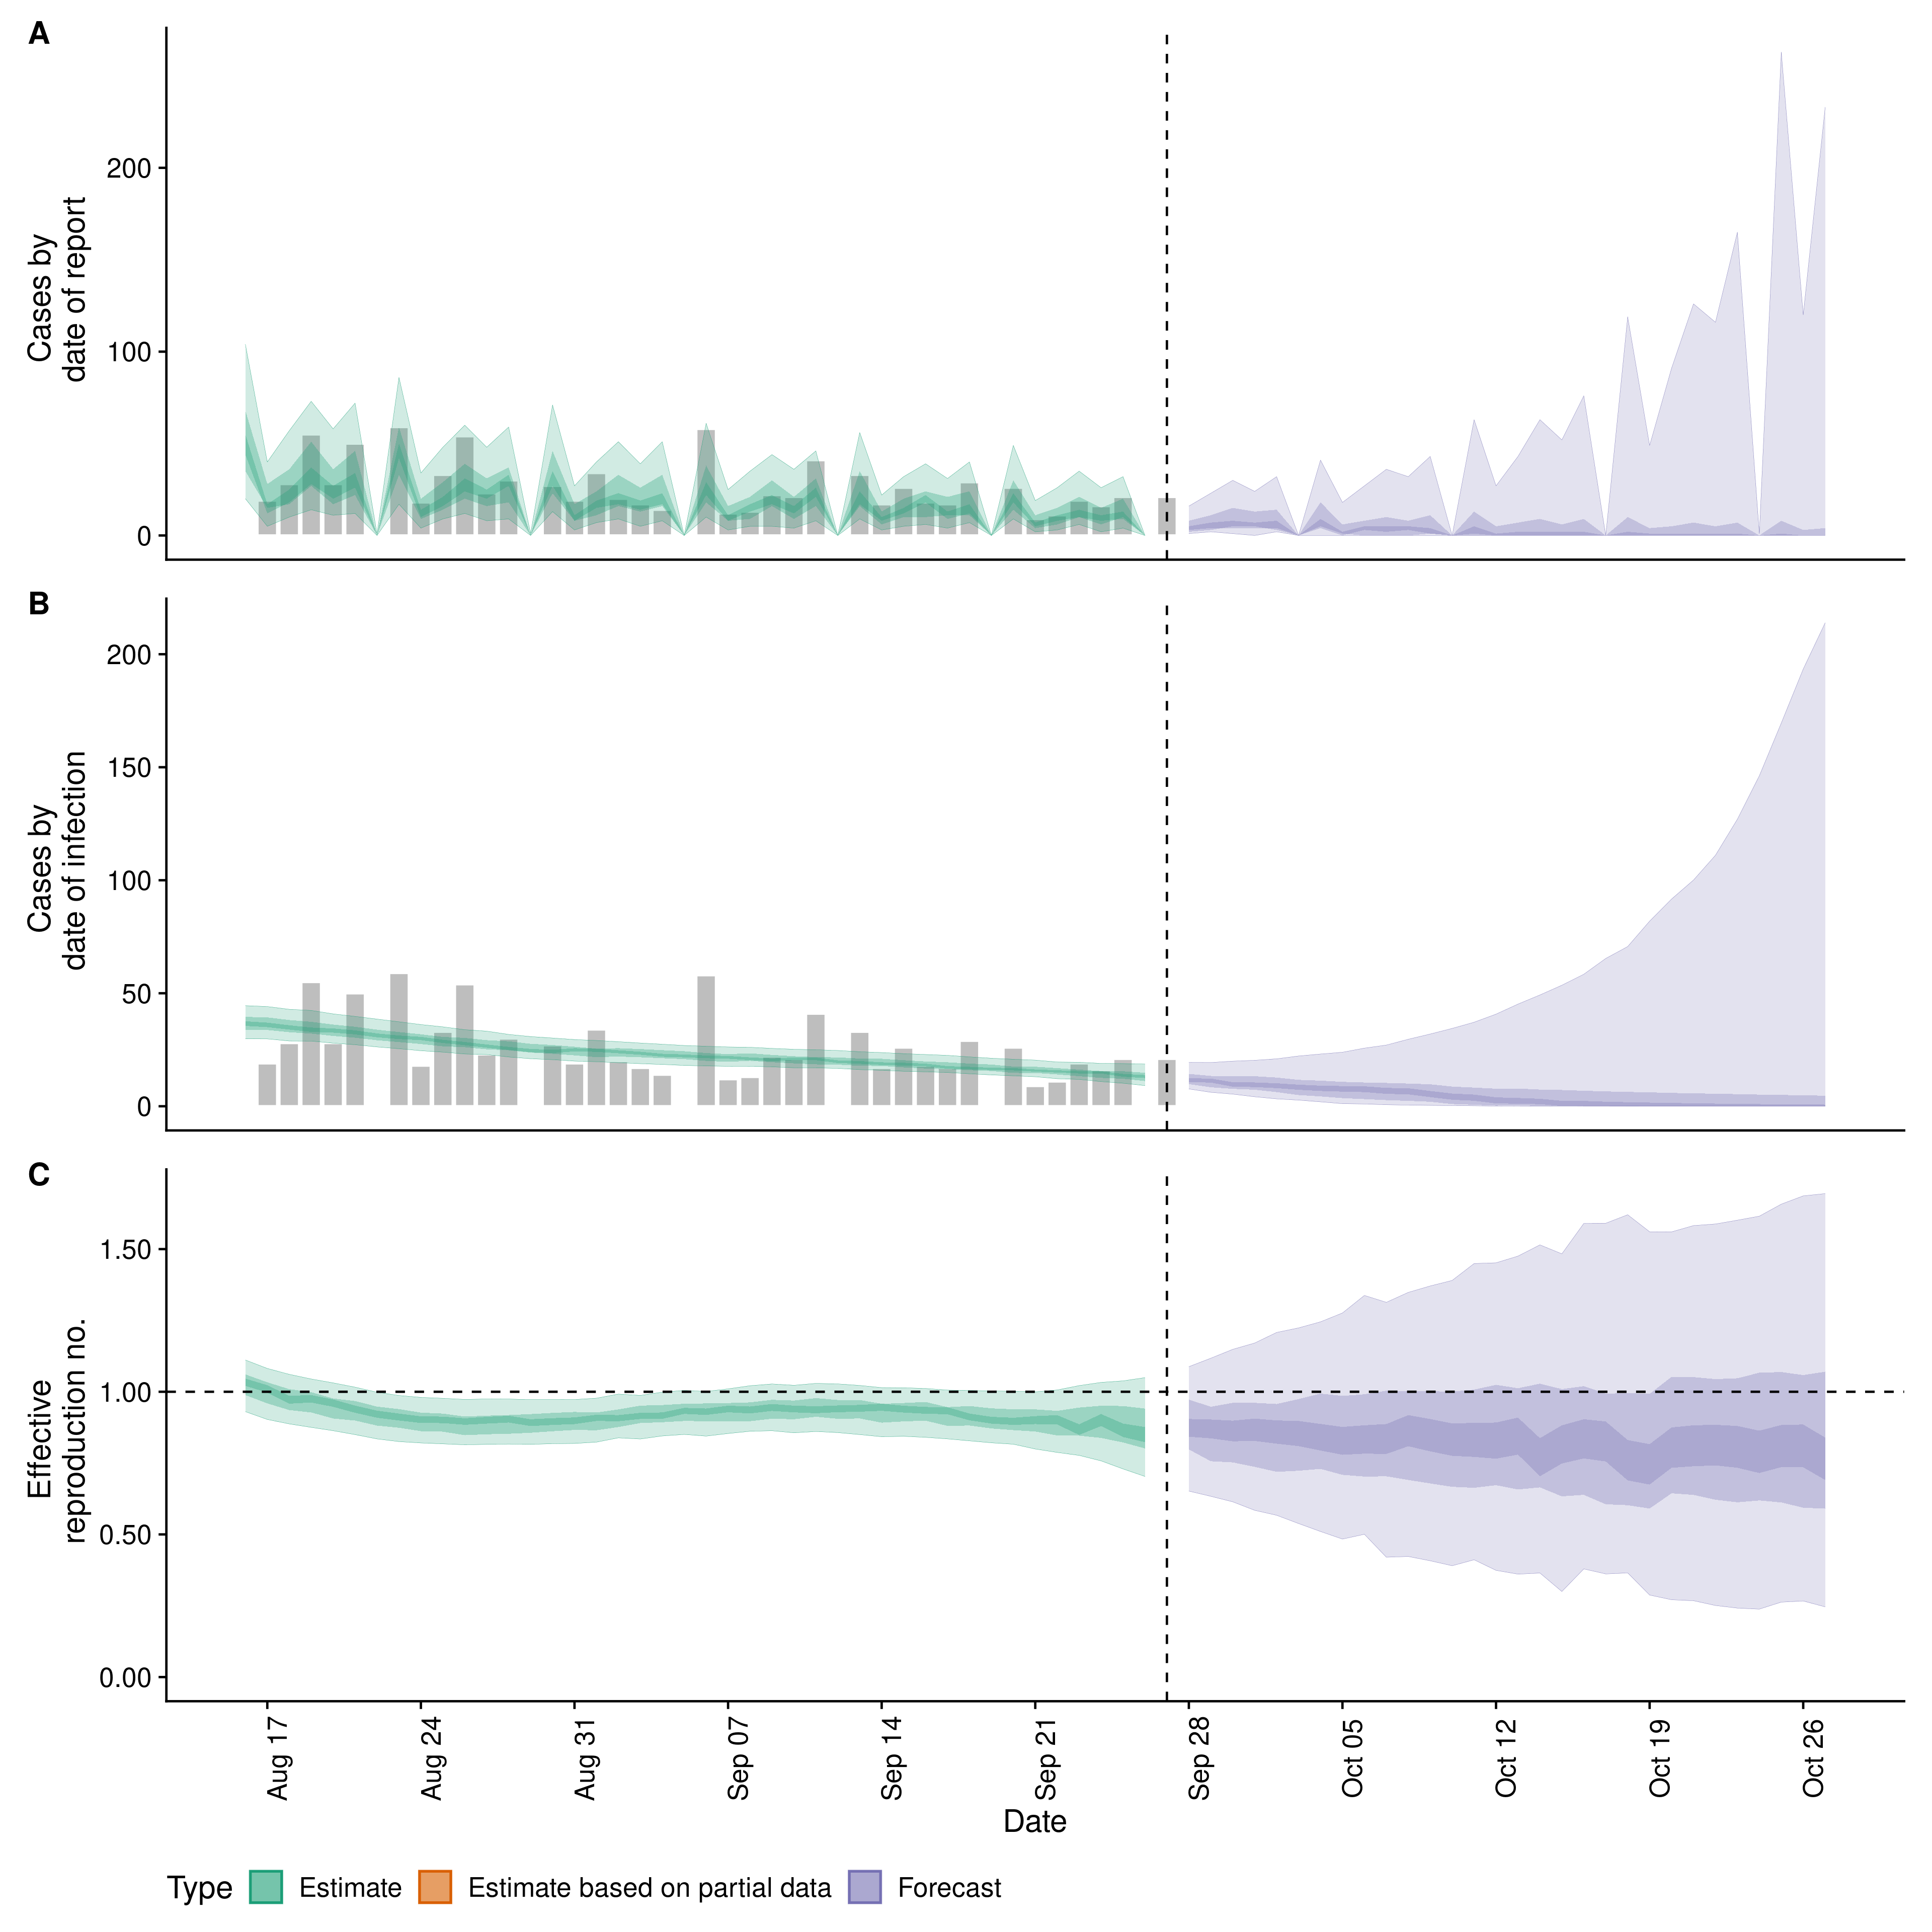 A
Cases by
date of report
200
100
0
B
Cases by
date of infection
200
150
100
50
0
C
Effective
reproduction no.
1.50
1.00
0.50
0.00
Aug 17
Aug 24
Aug 31
Sep 07
Sep 14
Sep 21
Sep 28
Oct 05
Oct 12
Oct 19
Oct 26
Date
Type
Estimate
Estimate based on partial data
Forecast